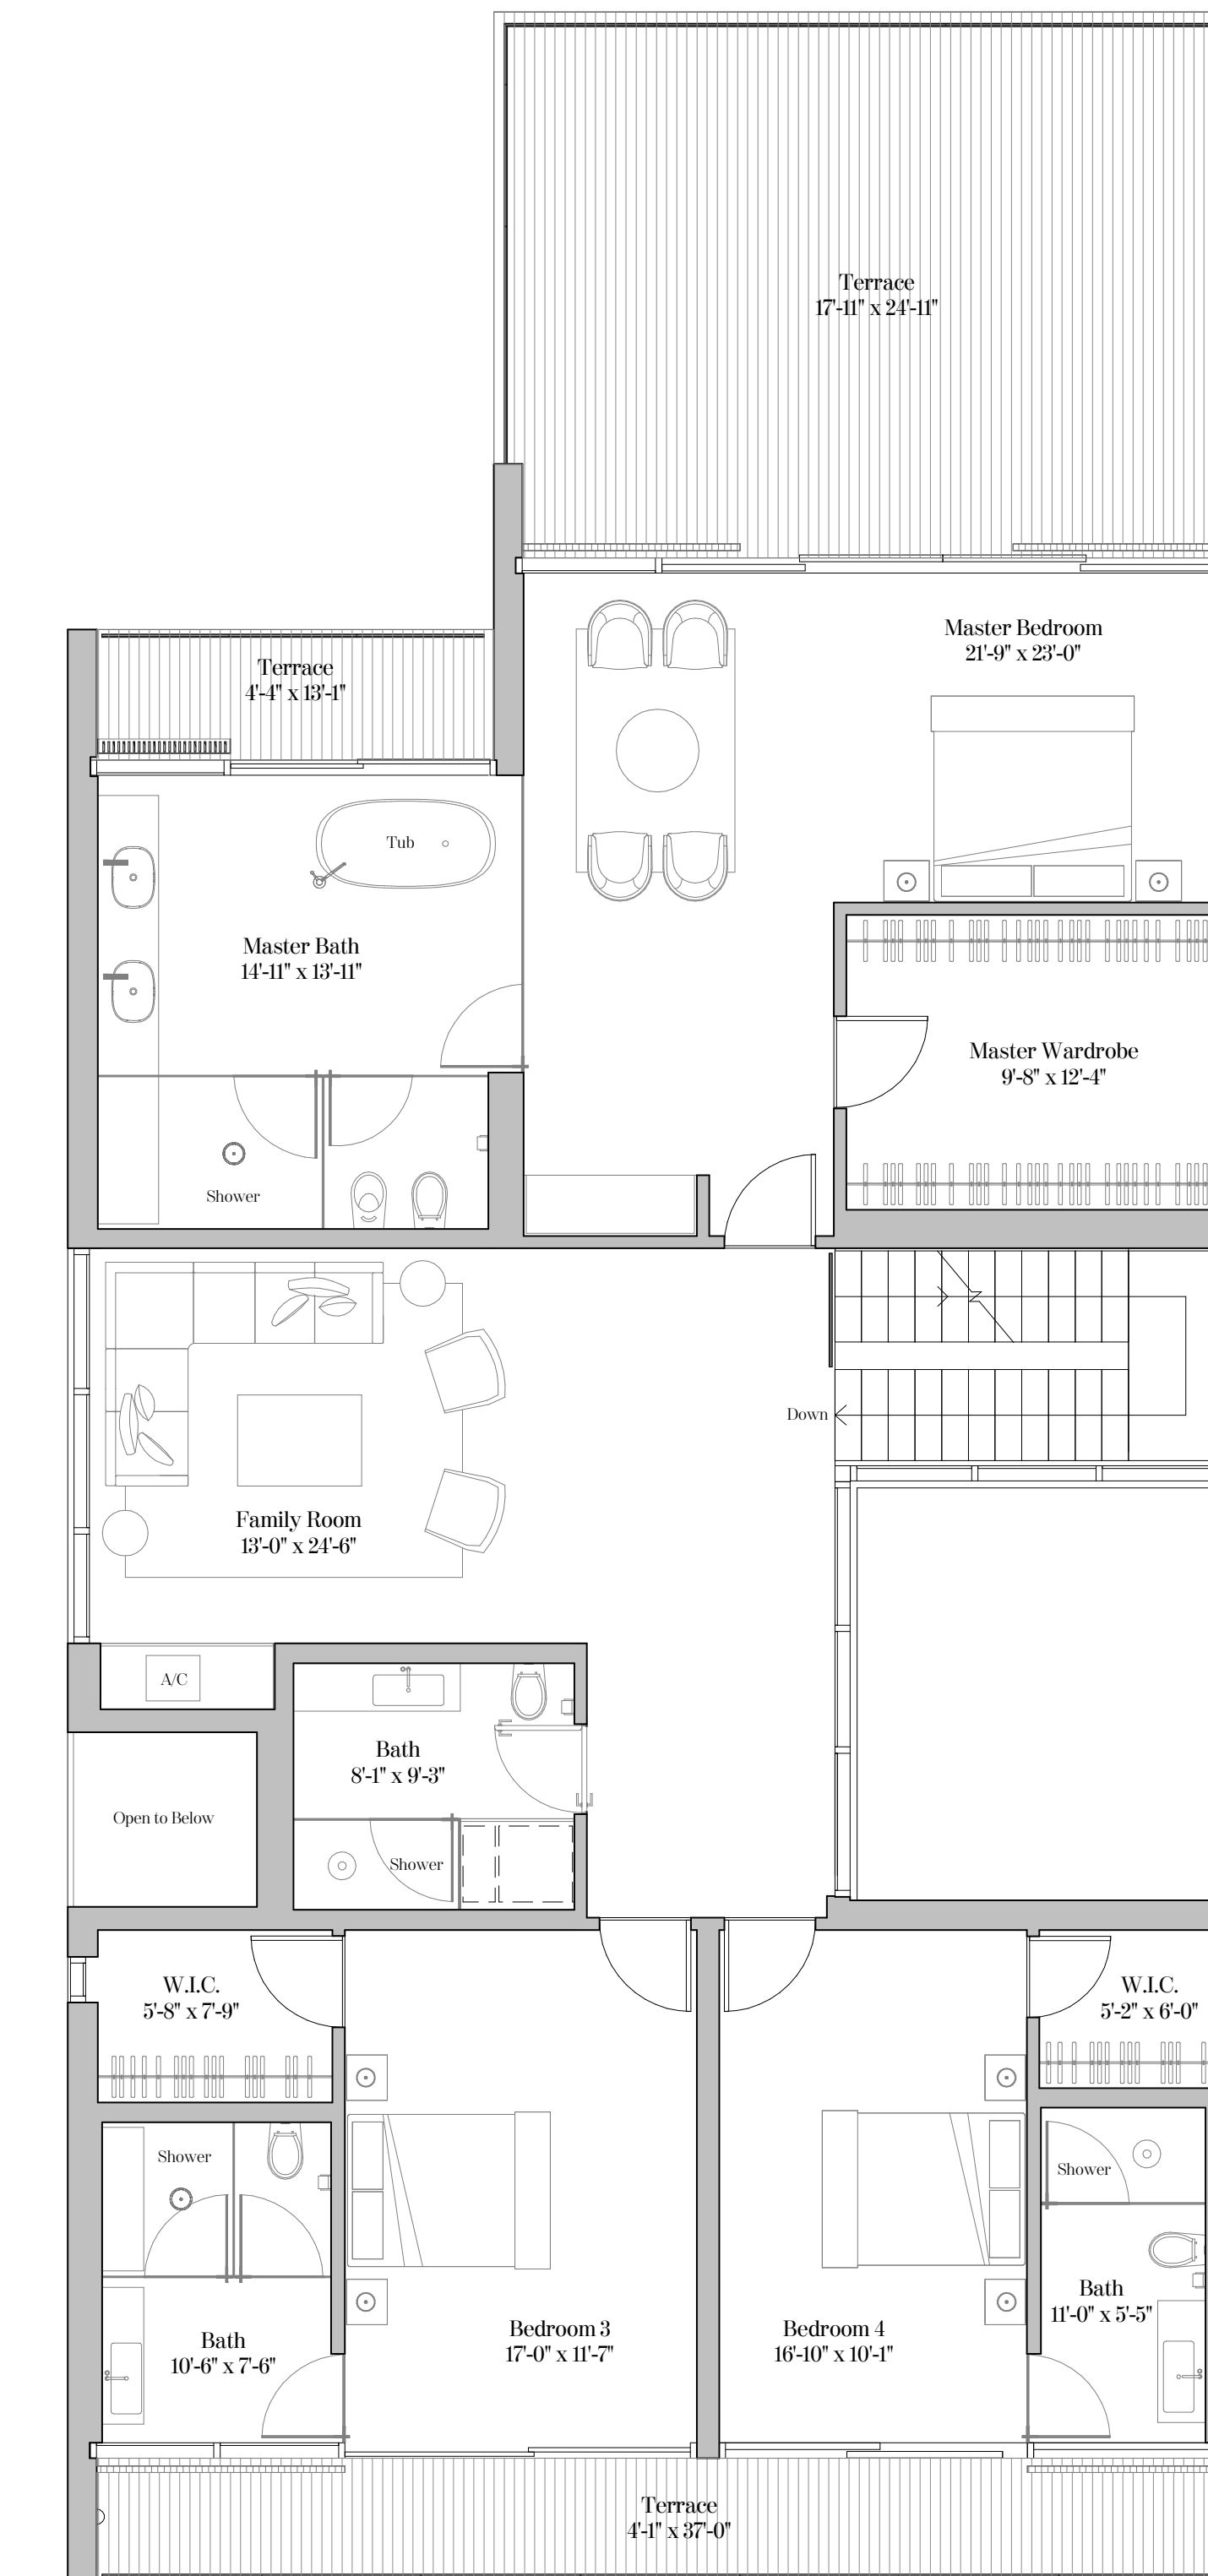 Terrace
17'-11" x 24'-11"
Master Bedroom
21'-9" x 23'-0"
Terrace
4'-4" x 13'-1"
Tub
Master Bath
14'-11" x 13'-11"
Master Wardrobe
9'-8" x 12'-4"
Shower
Down
Family Room
13'-0" x 24'-6"
A/C
Bath
8'-1" x 9'-3"
Open to Below
Shower
W.I.C.
5'-8" x 7'-9"
W.I.C.
5'-2" x 6'-0"
Shower
Shower
Bath
11'-0" x 5'-5"
Bedroom 3
17'-0" x 11'-7"
Bedroom 4
16'-10" x 10'-1"
Bath
10'-6" x 7'-6"
Terrace
4'-1" x 37'-0"